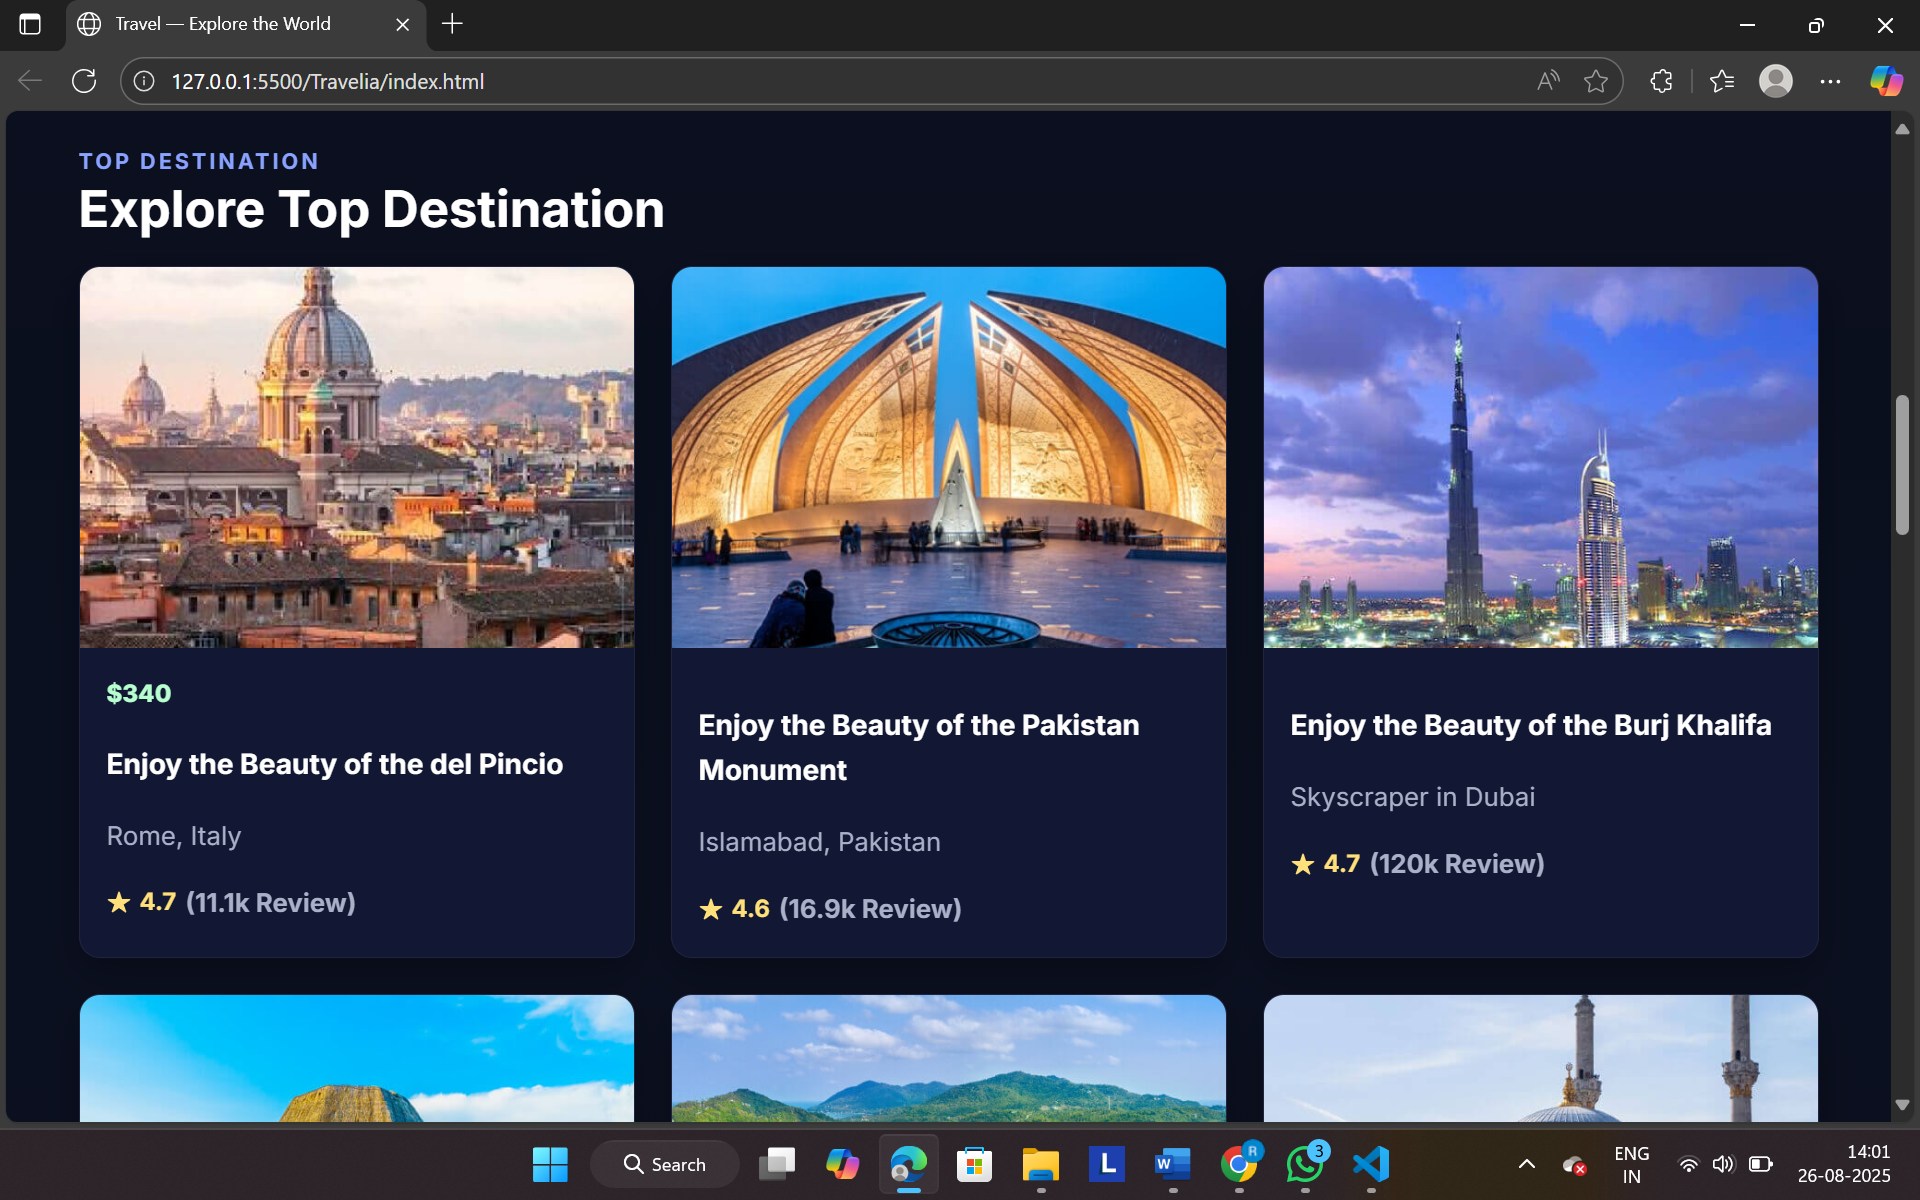 Travel — Explore the World
127.0.0.1:5500/Travelia/index.html
TOP DESTINATION
Explore Top Destination
$340
Enjoy the Beauty of the del Pincio
Rome, Italy
★ 4.7 (11.1k Review)
Enjoy the Beauty of the Pakistan
Monument
Islamabad, Pakistan
★ 4.6 (16.9k Review)
Enjoy the Beauty of the Burj Khalifa
Skyscraper in Dubai
★ 4.7 (120k Review)
Search
L
W
R
3
ENG
IN
14:01
26-08-2025